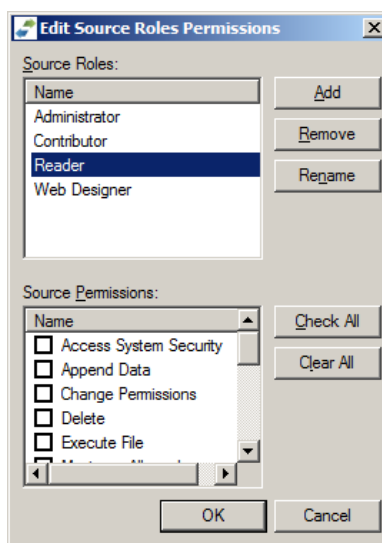 Edit Source Roles Permissions
Source Roles:
Name
Administrator
Contributor
Reader
Web Designer
Add
Remove
Rename
Source Permissions:
Name
Access System Security
Append Data
Change Permissions
Delete
Execute File
Check All
Clear All
OK
Cancel